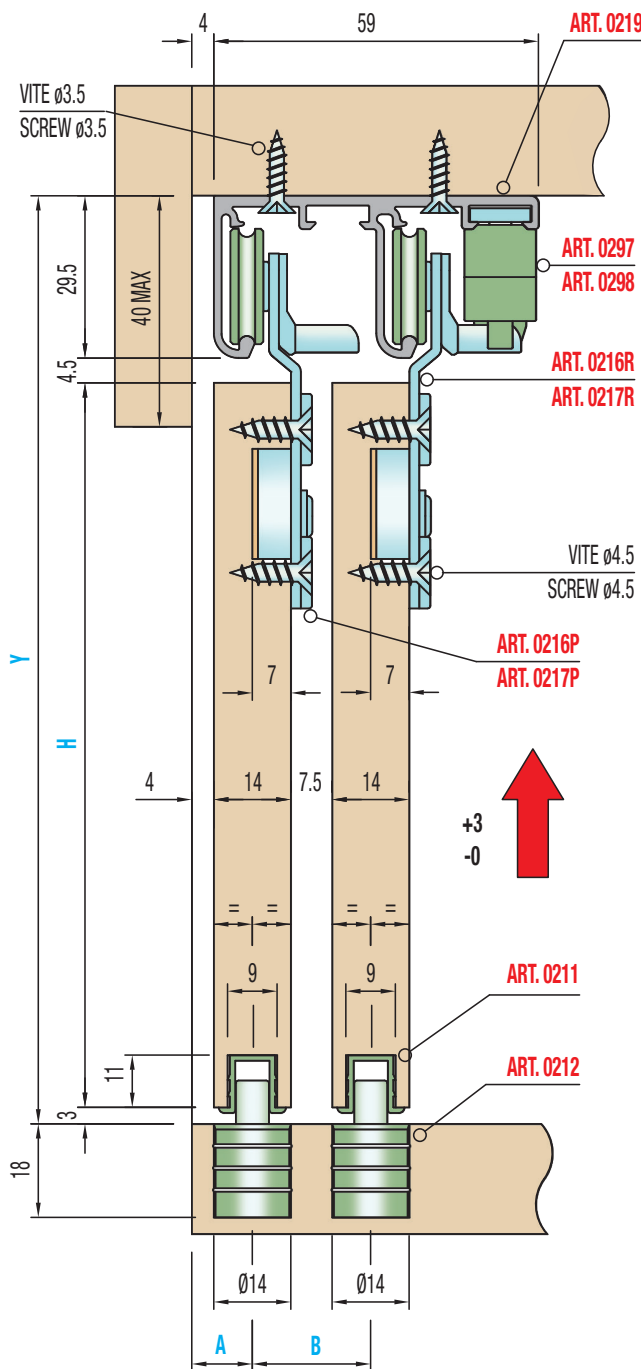 4
59
ART. 0219
VITE ø3.5
SCREW ø3.5
ART. 0297
ART. 0298
29.5
40 MAX
4.5
ART. 0216R
ART. 0217R
VITE ø4.5
SCREW ø4.5
ART. 0216P
ART. 0217P
Y
H
7
7
4
14
7.5
14
+3
-0
= =
= =
9
9
ART. 0211
11
ART. 0212
3
18
Ø14
Ø14
A
B